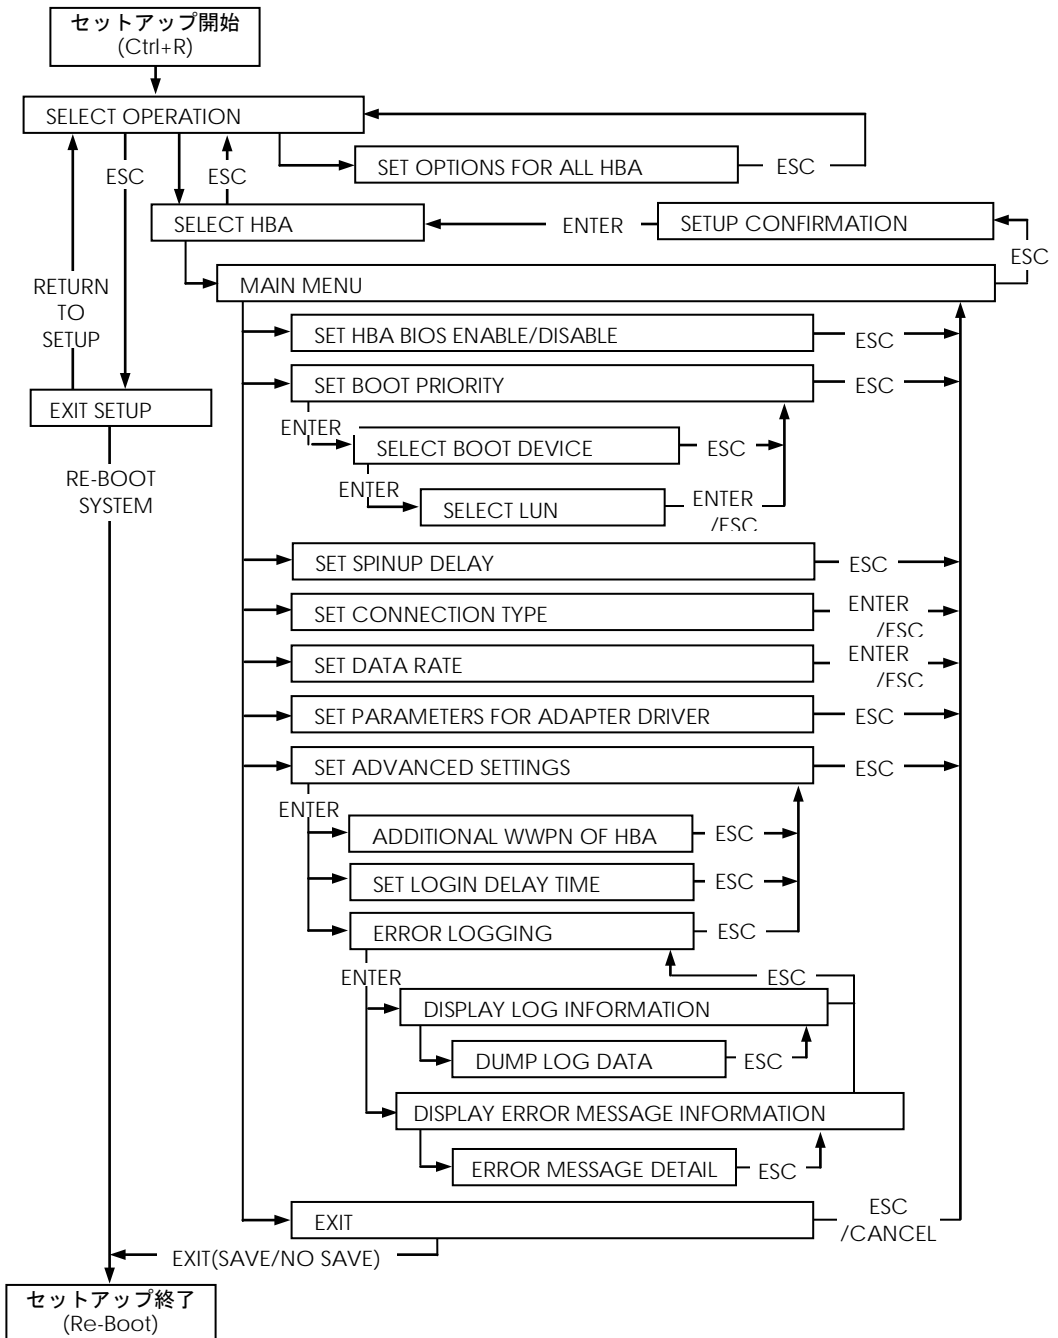 セットアップ開始
(Ctrl+R)
SELECT OPERATION
SET OPTIONS FOR ALL HBA
ESC
ESC
ESC
SELECT HBA
ENTER
SETUP CONFIRMATION
ESC
MAIN MENU
RETURN
TO
SETUP
SET HBA BIOS ENABLE/DISABLE
ESC
SET BOOT PRIORITY
ESC
EXIT SETUP
ENTER
SELECT BOOT DEVICE
ESC
RE-BOOT
SYSTEM
ENTER
SELECT LUN
ENTER
/ESC
SET SPINUP DELAY
ESC
SET CONNECTION TYPE
ENTER
/ESC
SET DATA RATE
ENTER
/ESC
SET PARAMETERS FOR ADAPTER DRIVER
ESC
SET ADVANCED SETTINGS
ESC
ENTER
ADDITIONAL WWPN OF HBA
ESC
SET LOGIN DELAY TIME
ESC
ERROR LOGGING
ESC
ENTER
ESC
DISPLAY LOG INFORMATION
DUMP LOG DATA
ESC
DISPLAY ERROR MESSAGE INFORMATION
ERROR MESSAGE DETAIL
ESC
EXIT
ESC
/CANCEL
EXIT(SAVE/NO SAVE)
セットアップ終了
(Re-Boot)